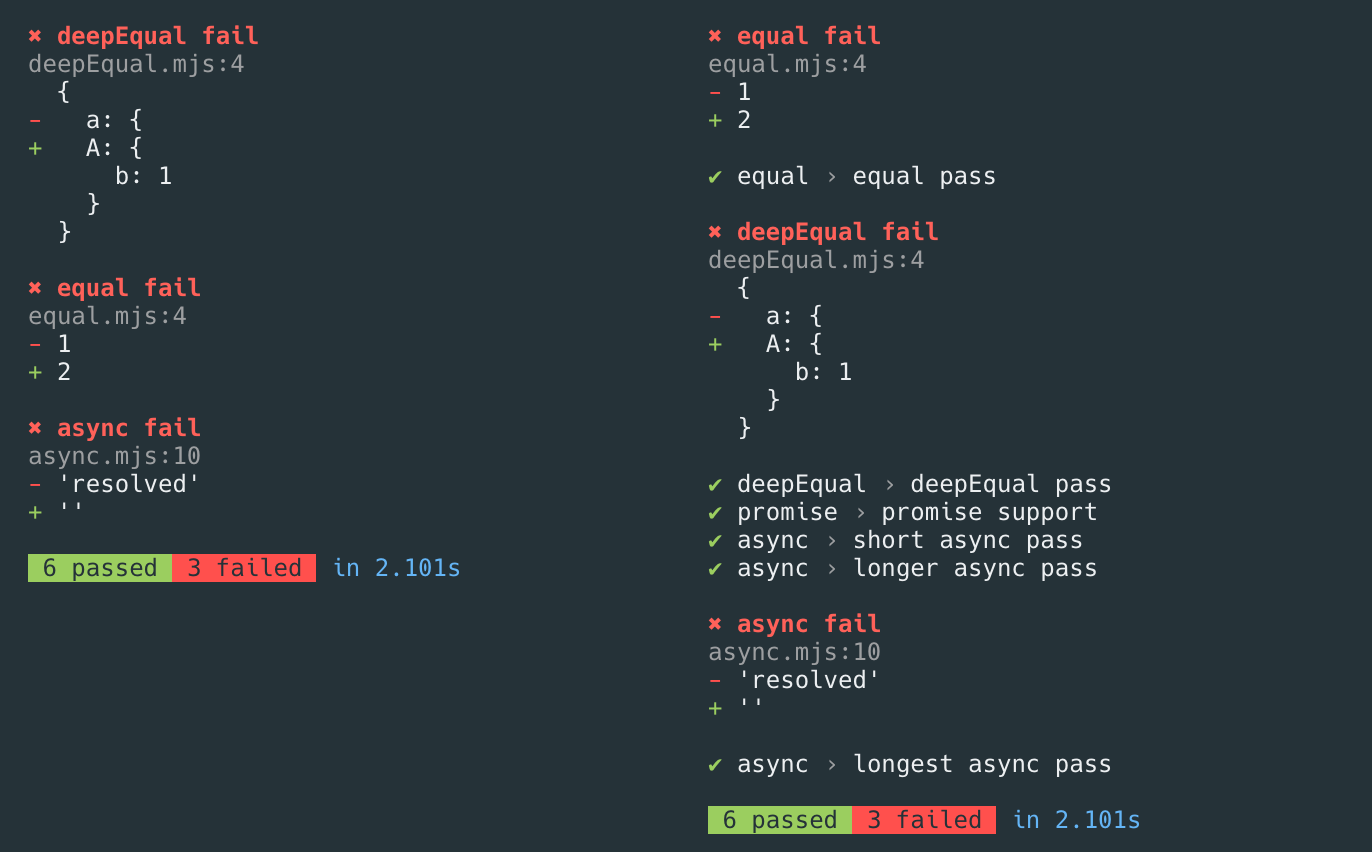 ✖ deepEqual fail
deepEqual.mjs:4
  {
-   a: {
+   A: {
      b: 1
    }
  }
✖ equal fail
equal.mjs:4
- 1
+ 2
✖ async fail
async.mjs:10
- 'resolved'
+ ''
6 passed 3 failed in 2.101s
✖ equal fail
equal.mjs:4
- 1
+ 2
✔ equal › equal pass
✖ deepEqual fail
deepEqual.mjs:4
  {
-   a: {
+   A: {
      b: 1
    }
  }
✔ deepEqual › deepEqual pass
✔ promise › promise support
✔ async › short async pass
✔ async › longer async pass
✖ async fail
async.mjs:10
- 'resolved'
+ ''
✔ async › longest async pass
6 passed 3 failed in 2.101s